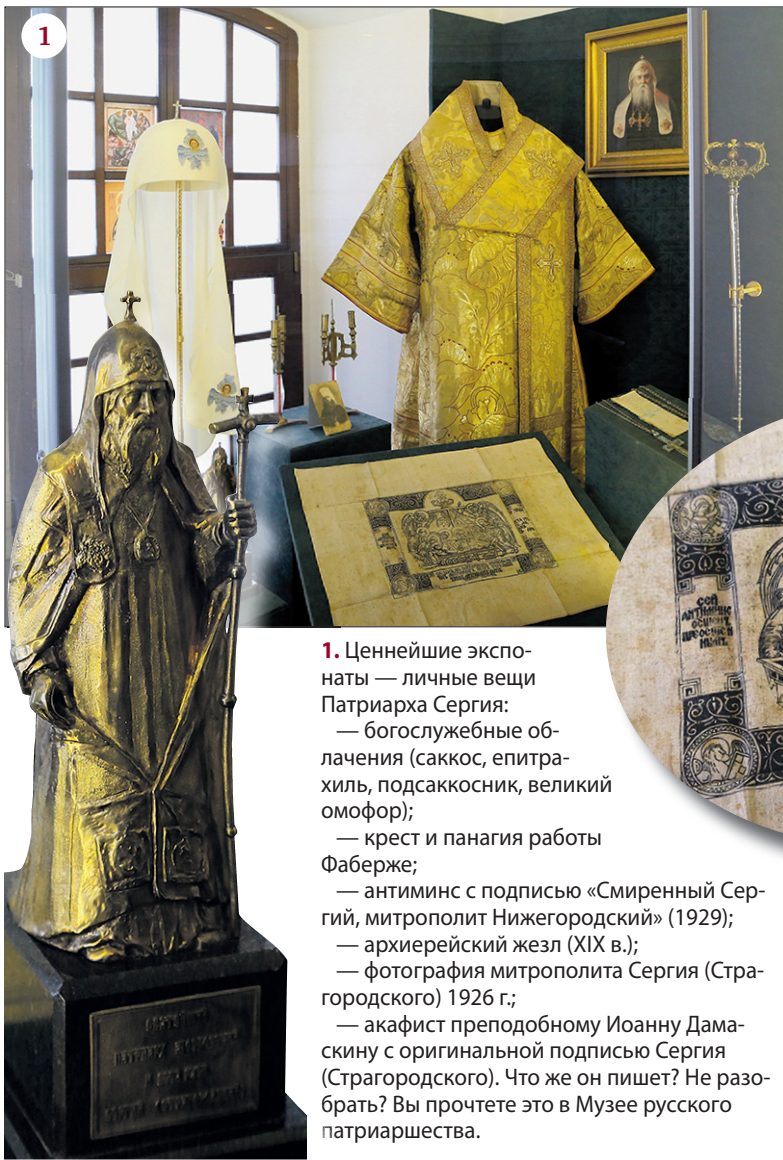 1
1. Ценнейшие экспо-
наты — личные вещи
Патриарха Сергия:
— богослужебные об-
лачения (саккос, епитра-
хиль, подсаккосник, великий
омофор);
— крест и панагия работы
Фаберже;
— антиминс с подписью «Смиренный Сер-
гий, митрополит Нижегородский» (1929);
— архиерейский жезл (XIX в.);
— фотография митрополита Сергия (Стра-
городского) 1926 г.;
— акафист преподобному Иоанну Дама-
скину с оригинальной подписью Сергия
(Страгородского). Что же он пишет? Не разо-
брать? Вы прочтете это в Музее русского
патриаршества.